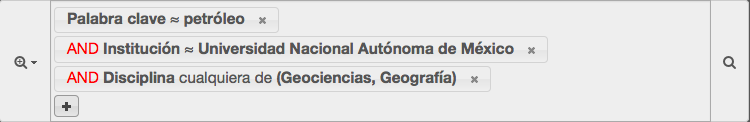 Palabra clave ≈ petróleo ×
AND Institución ≈ Universidad Nacional Autónoma de México ×
AND Disciplina cualquiera de (Geociencias, Geografía) ×
+